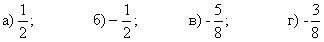 а) 1/2; б) – 1/2; в) - 5/8; г) - 3/8